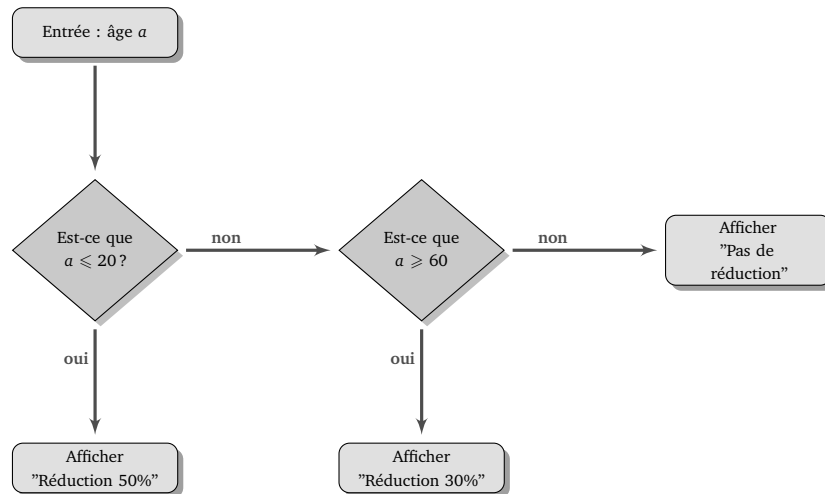 Entrée : âge a
Est-ce que
a ⩽ 20 ?
non
Est-ce que
a ⩾ 60
non
Afficher
"Pas de
réduction"
oui
oui
Afficher
"Réduction 50%"
Afficher
"Réduction 30%"